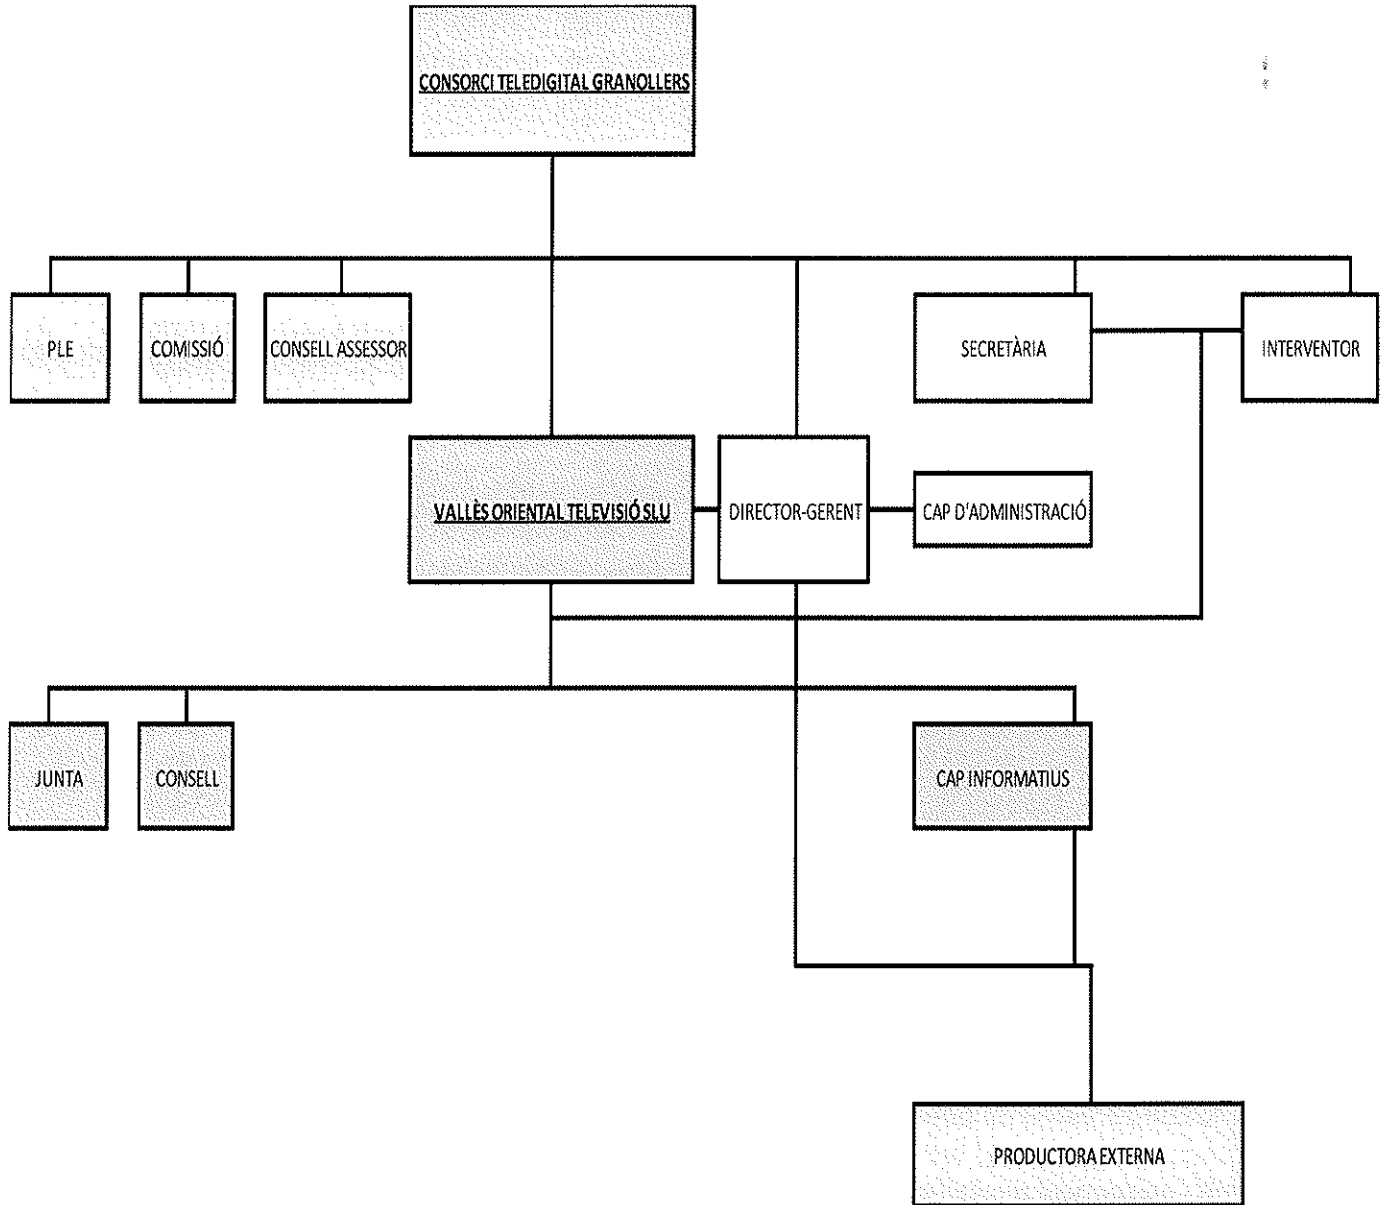 CONSORCI TELEDIGITAL GRANOLLERS
PLE
COMISSIÓ
CONSELL ASSESSOR
SECRETÀRIA
INTERVENTOR
VALLÈS ORIENTAL TELEVISIÓ SLU
DIRECTOR-GERENT
CAP D'ADMINISTRACIÓ
JUNTA
CONSELL
CAP INFORMATIUS
PRODUCTORA EXTERNA